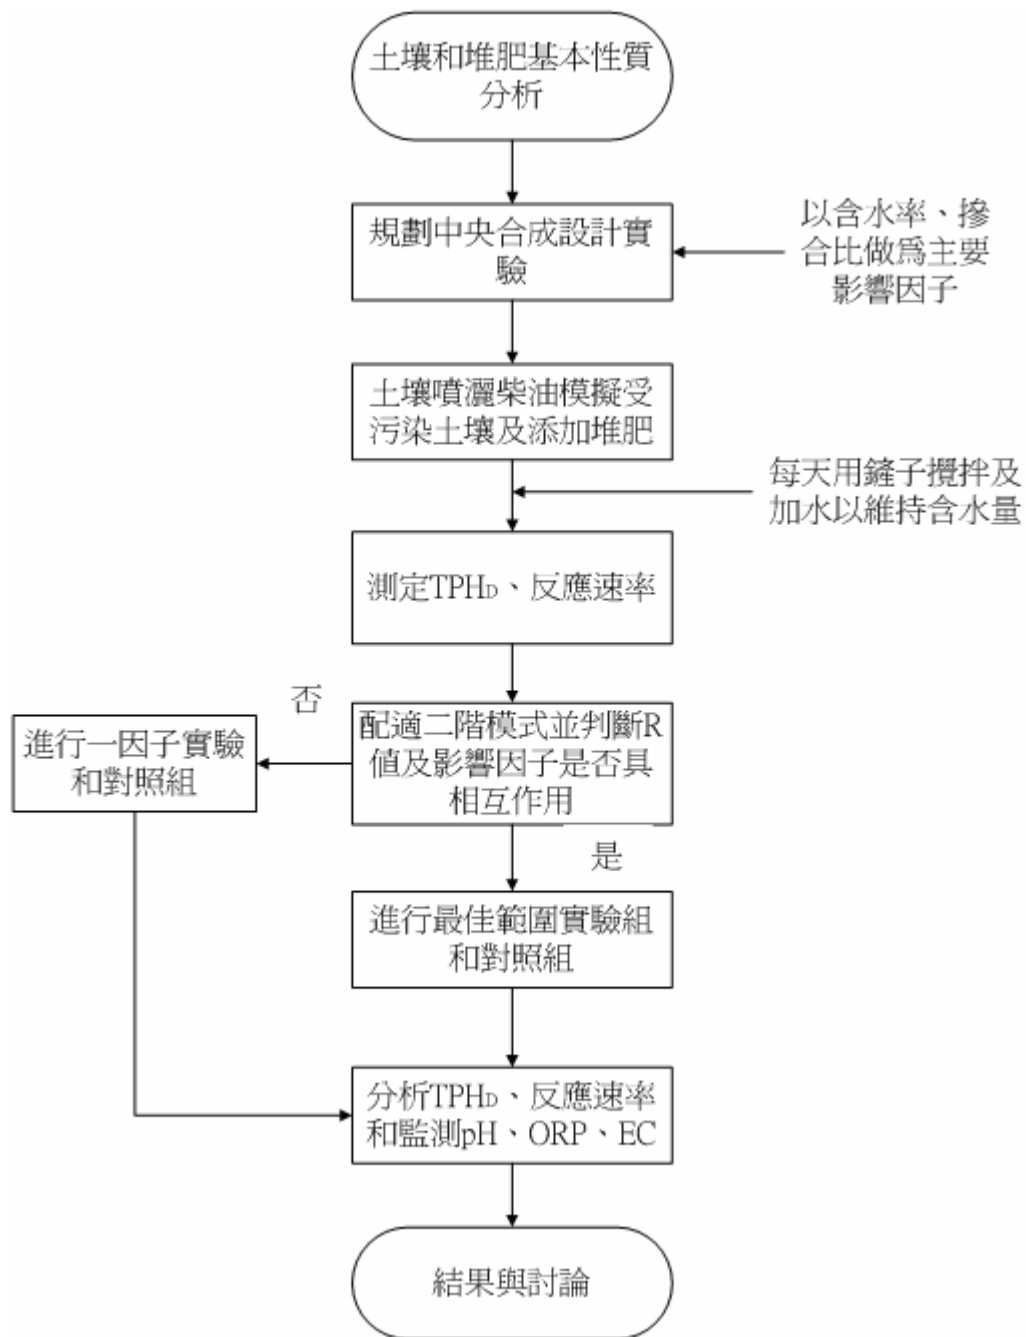 土壤和堆肥基本性質
分析
規劃中央合成設計實
驗
以含水率、摻
合比做為主要
影響因子
土壤噴灑柴油模擬受
污染土壤及添加堆肥
每天用鏟子攪拌及
加水以維持含水量
測定TPHD、反應速率
否
配適二階模式並判斷R
值及影響因子是否具
相互作用
進行一因子實驗
和對照組
是
進行最佳範圍實驗組
和對照組
分析TPHD、反應速率
和監測pH、ORP、EC
結果與討論